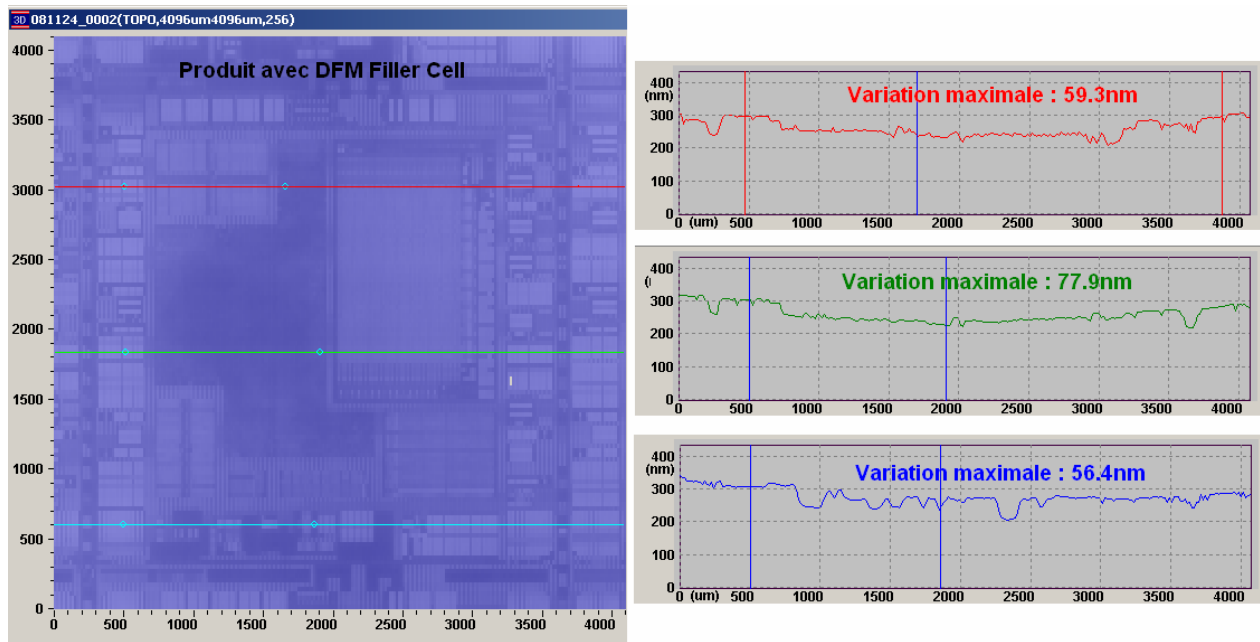 3D 081124_0002(TOPO,4096um4096um,256)
Produit avec DFM Filler Cell
4000
3500
3000
2500
2000
1500
1000
500
0
0 500 1000 1500 2000 2500 3000 3500 4000
Variation maximale : 59.3nm
400
(nm)
300
200
100
0
0 (um) 500 1000 1500 2000 2500 3000 3500 4000
Variation maximale : 77.9nm
400
300
200
100
0
0 (um) 500 1000 1500 2000 2500 3000 3500 4000
Variation maximale : 56.4nm
400
(nm)
300
200
100
0
0 (um) 500 1000 1500 2000 2500 3000 3500 4000